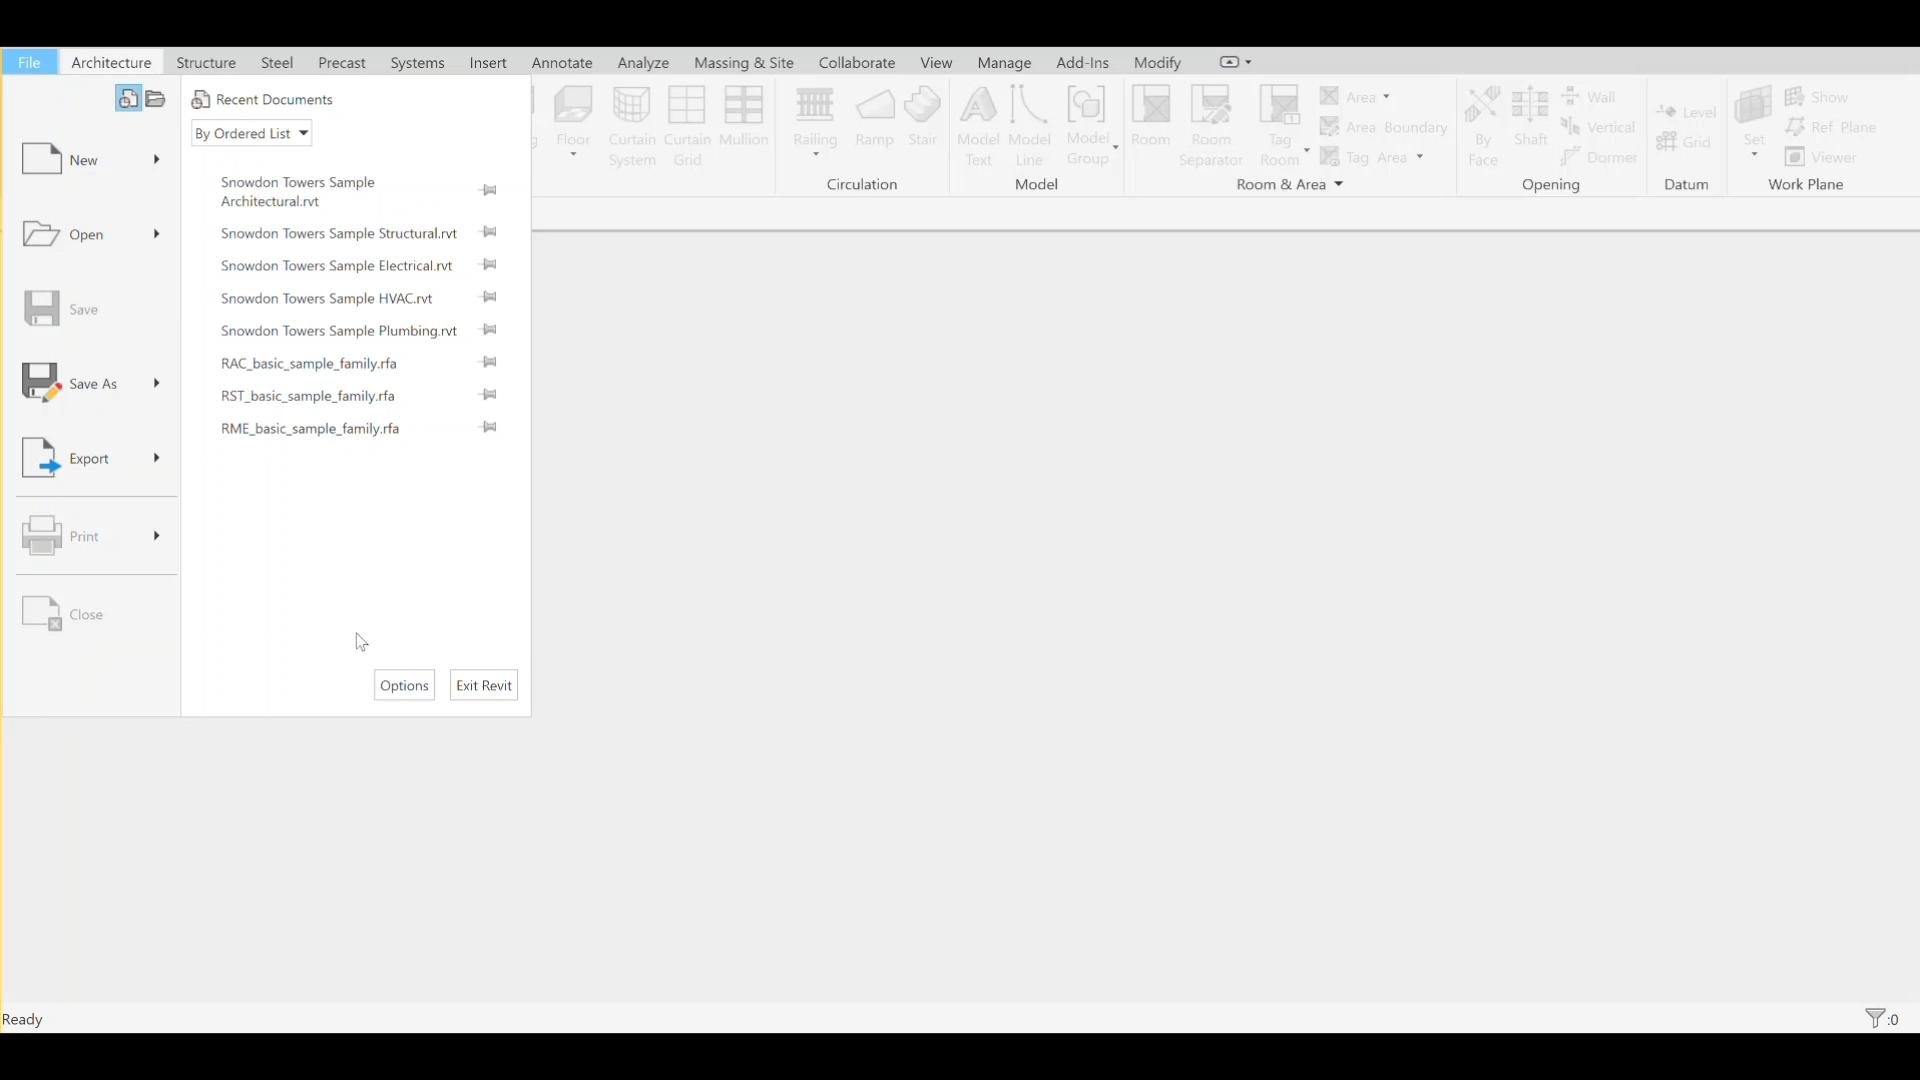 File Architecture Structure Steel Precast Systems Insert Annotate Analyze Massing & Site Collaborate View Manage Add-Ins Modify
Recent Documents
By Ordered List
New
Open
Save
Save As
Export
Print
Close
Snowdon Towers Sample
Architectural.rvt
Snowdon Towers Sample Structural.rvt
Snowdon Towers Sample Electrical.rvt
Snowdon Towers Sample HVAC.rvt
Snowdon Towers Sample Plumbing.rvt
RAC_basic_sample_family.rfa
RST_basic_sample_family.rfa
RME_basic_sample_family.rfa
Options Exit Revit
Floor
Curtain
System
Curtain
Grid
Mullion
Railing
Ramp
Stair
Circulation
Model
Text
Model
Line
Model
Group
Model
Room
Room
Separator
Tag
Room
Area
Area Boundary
Tag Area
Room & Area
By
Face
Shaft
Wall
Vertical
Dormer
Opening
Level
Grid
Datum
Set
Show
Ref Plane
Viewer
Work Plane
Ready
:0